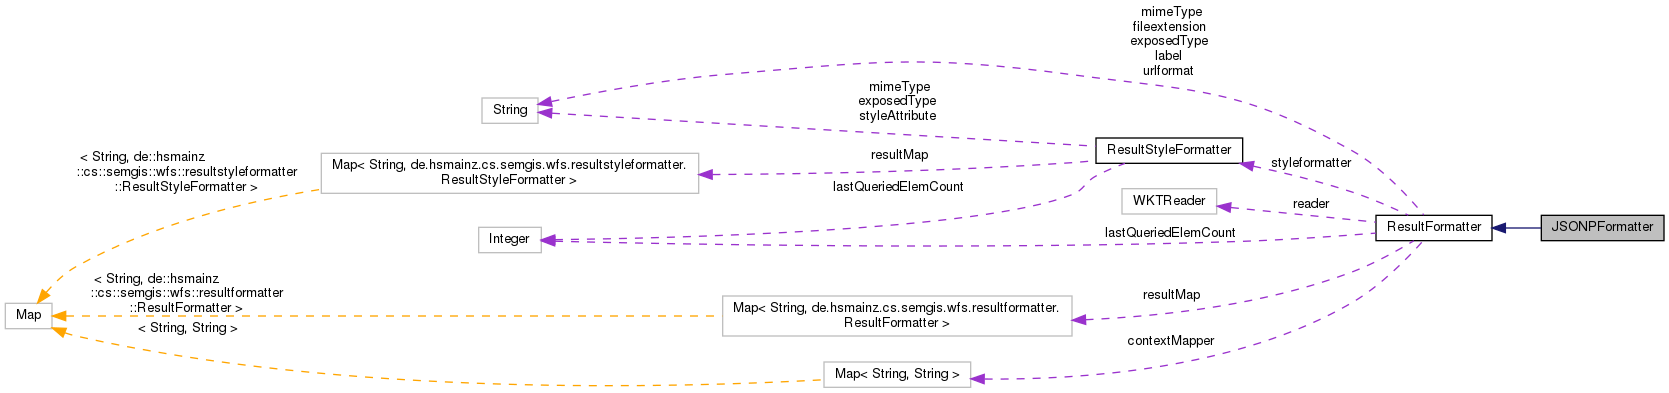 mimeType
fileextension
exposedType
label
urlformat
mimeType
exposedType
styleAttribute
String
ResultStyleFormatter
< String, de::hsmainz
::cs::semgis::wfs::resultstyleformatter
::ResultStyleFormatter >
Map< String, de.hsmainz.cs.semgis.wfs.resultstyleformatter.
ResultStyleFormatter >
resultMap
styleformatter
lastQueriedElemCount
WKTReader
reader
Integer
lastQueriedElemCount
ResultFormatter
JSONPFormatter
< String, de::hsmainz
::cs::semgis::wfs::resultformatter
::ResultFormatter >
Map
Map< String, de.hsmainz.cs.semgis.wfs.resultformatter.
ResultFormatter >
resultMap
< String, String >
contextMapper
Map< String, String >